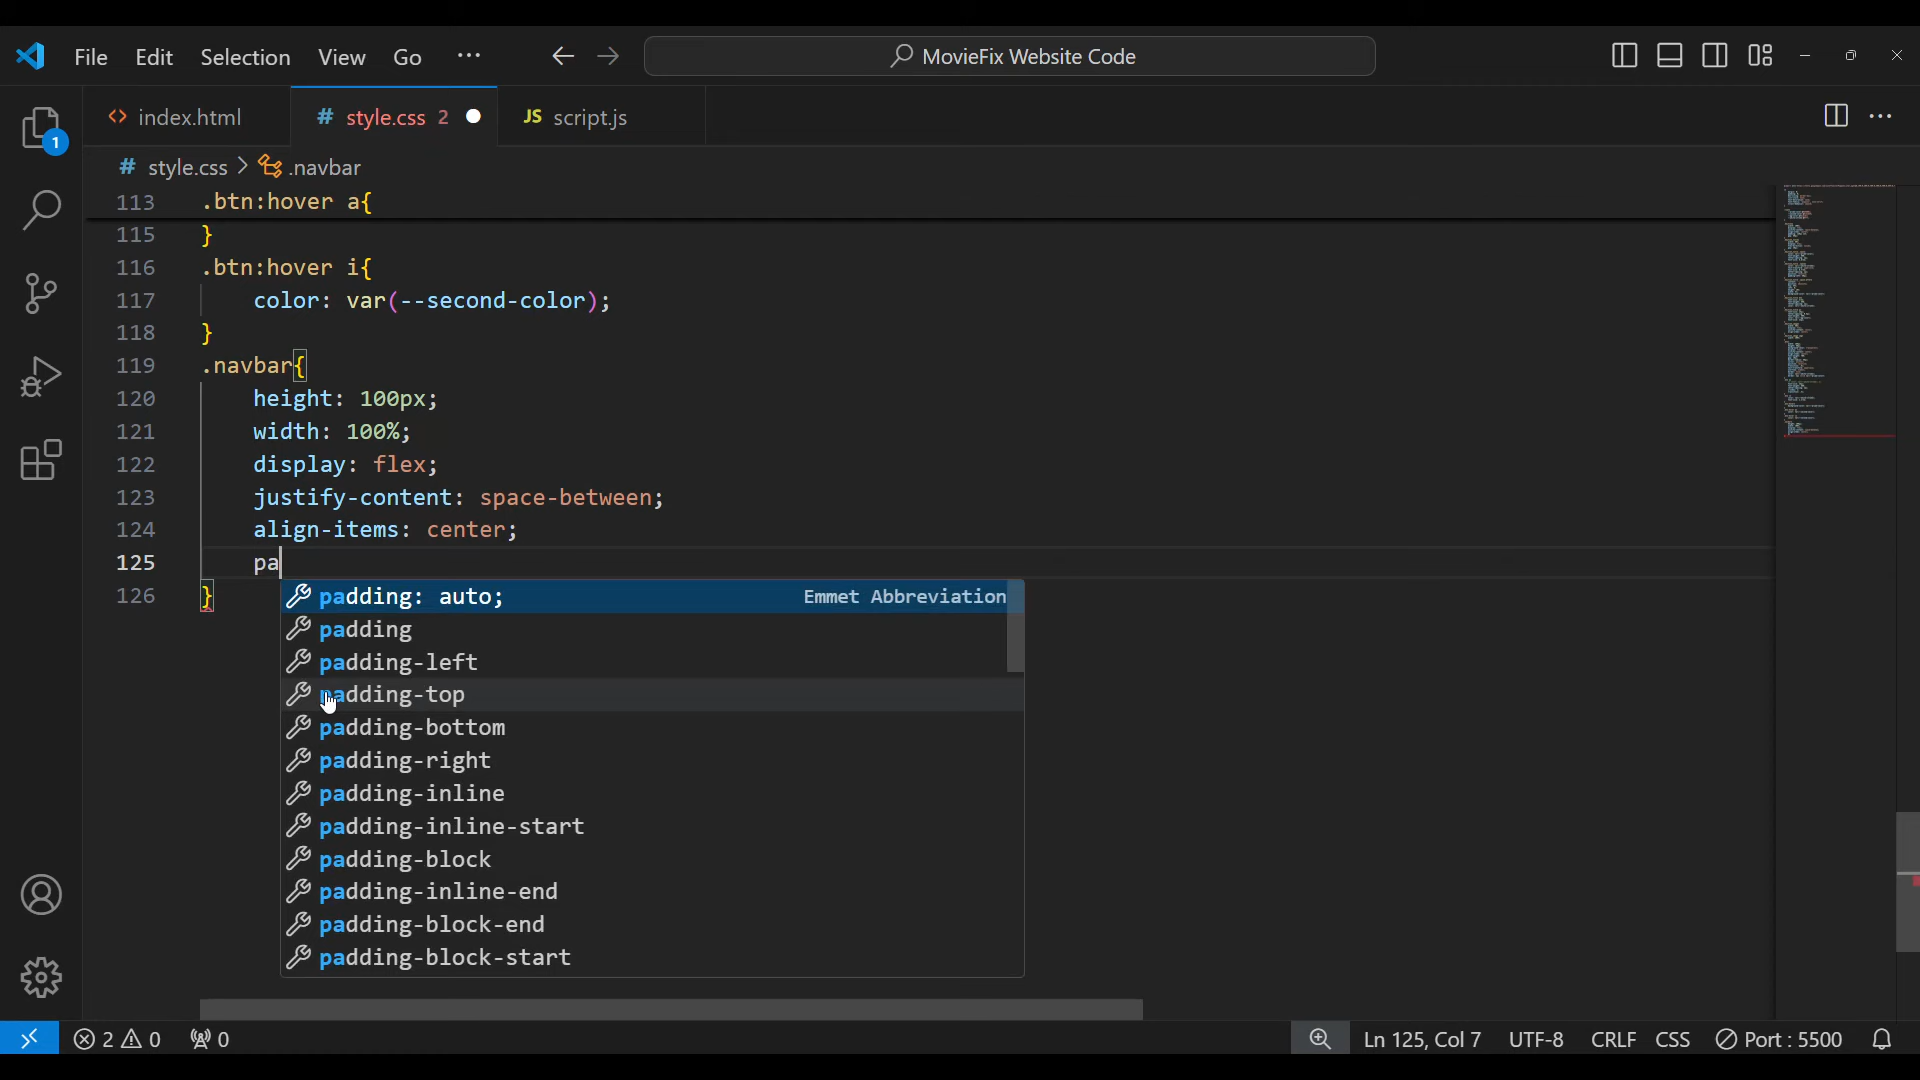 File Edit Selection View Go ··· MovieFix Website Code
1
<> index.html # style.css 2 JS script.js
# style.css > .navbar
113 .btn:hover a{
115 }
116 .btn:hover i{
117 color: var(--second-color);
118 }
119 .navbar{
120 height: 100px;
121 width: 100%;
122 display: flex;
123 justify-content: space-between;
124 align-items: center;
125 pa
126 }
padding: auto; Emmet Abbreviation
padding
padding-left
padding-top
padding-bottom
padding-right
padding-inline
padding-inline-start
padding-block
padding-inline-end
padding-block-end
padding-block-start
2 0 0 Ln 125, Col 7 UTF-8 CRLF CSS Port : 5500